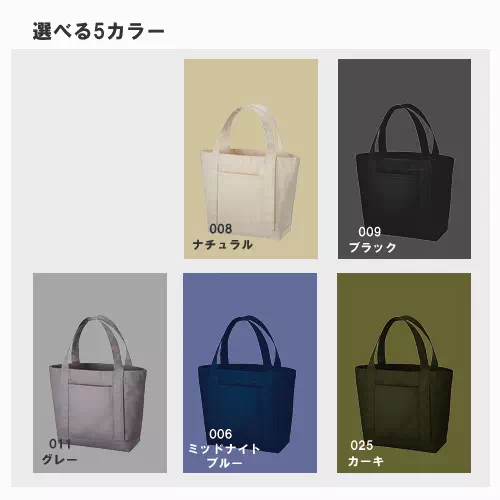 選べる5カラー
008
ナチュラル
009
ブラック
011
グレー
006
ミッドナイト
ブルー
025
カーキ